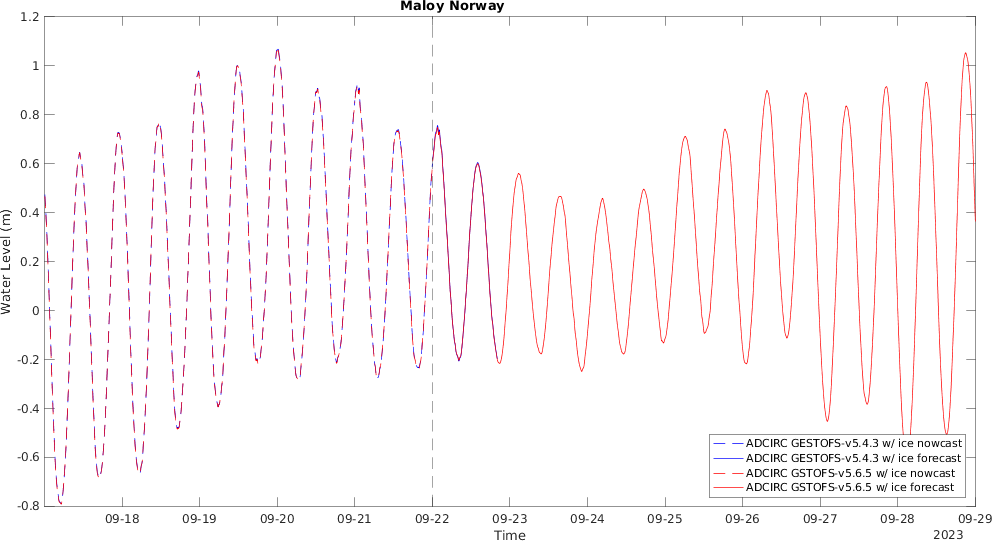 Maloy Norway
1.2
1
0.8
0.6
0.4
0.2
0
-0.2
-0.4
-0.6
-0.8
Water Level (m)
ADCIRC GESTOFS-v5.4.3 w/ ice nowcast
ADCIRC GESTOFS-v5.4.3 w/ ice forecast
ADCIRC GSTOFS-v5.6.5 w/ ice nowcast
ADCIRC GSTOFS-v5.6.5 w/ ice forecast
09-18 09-19 09-20 09-21 09-22 09-23 09-24 09-25 09-26 09-27 09-28 09-29
Time
2023